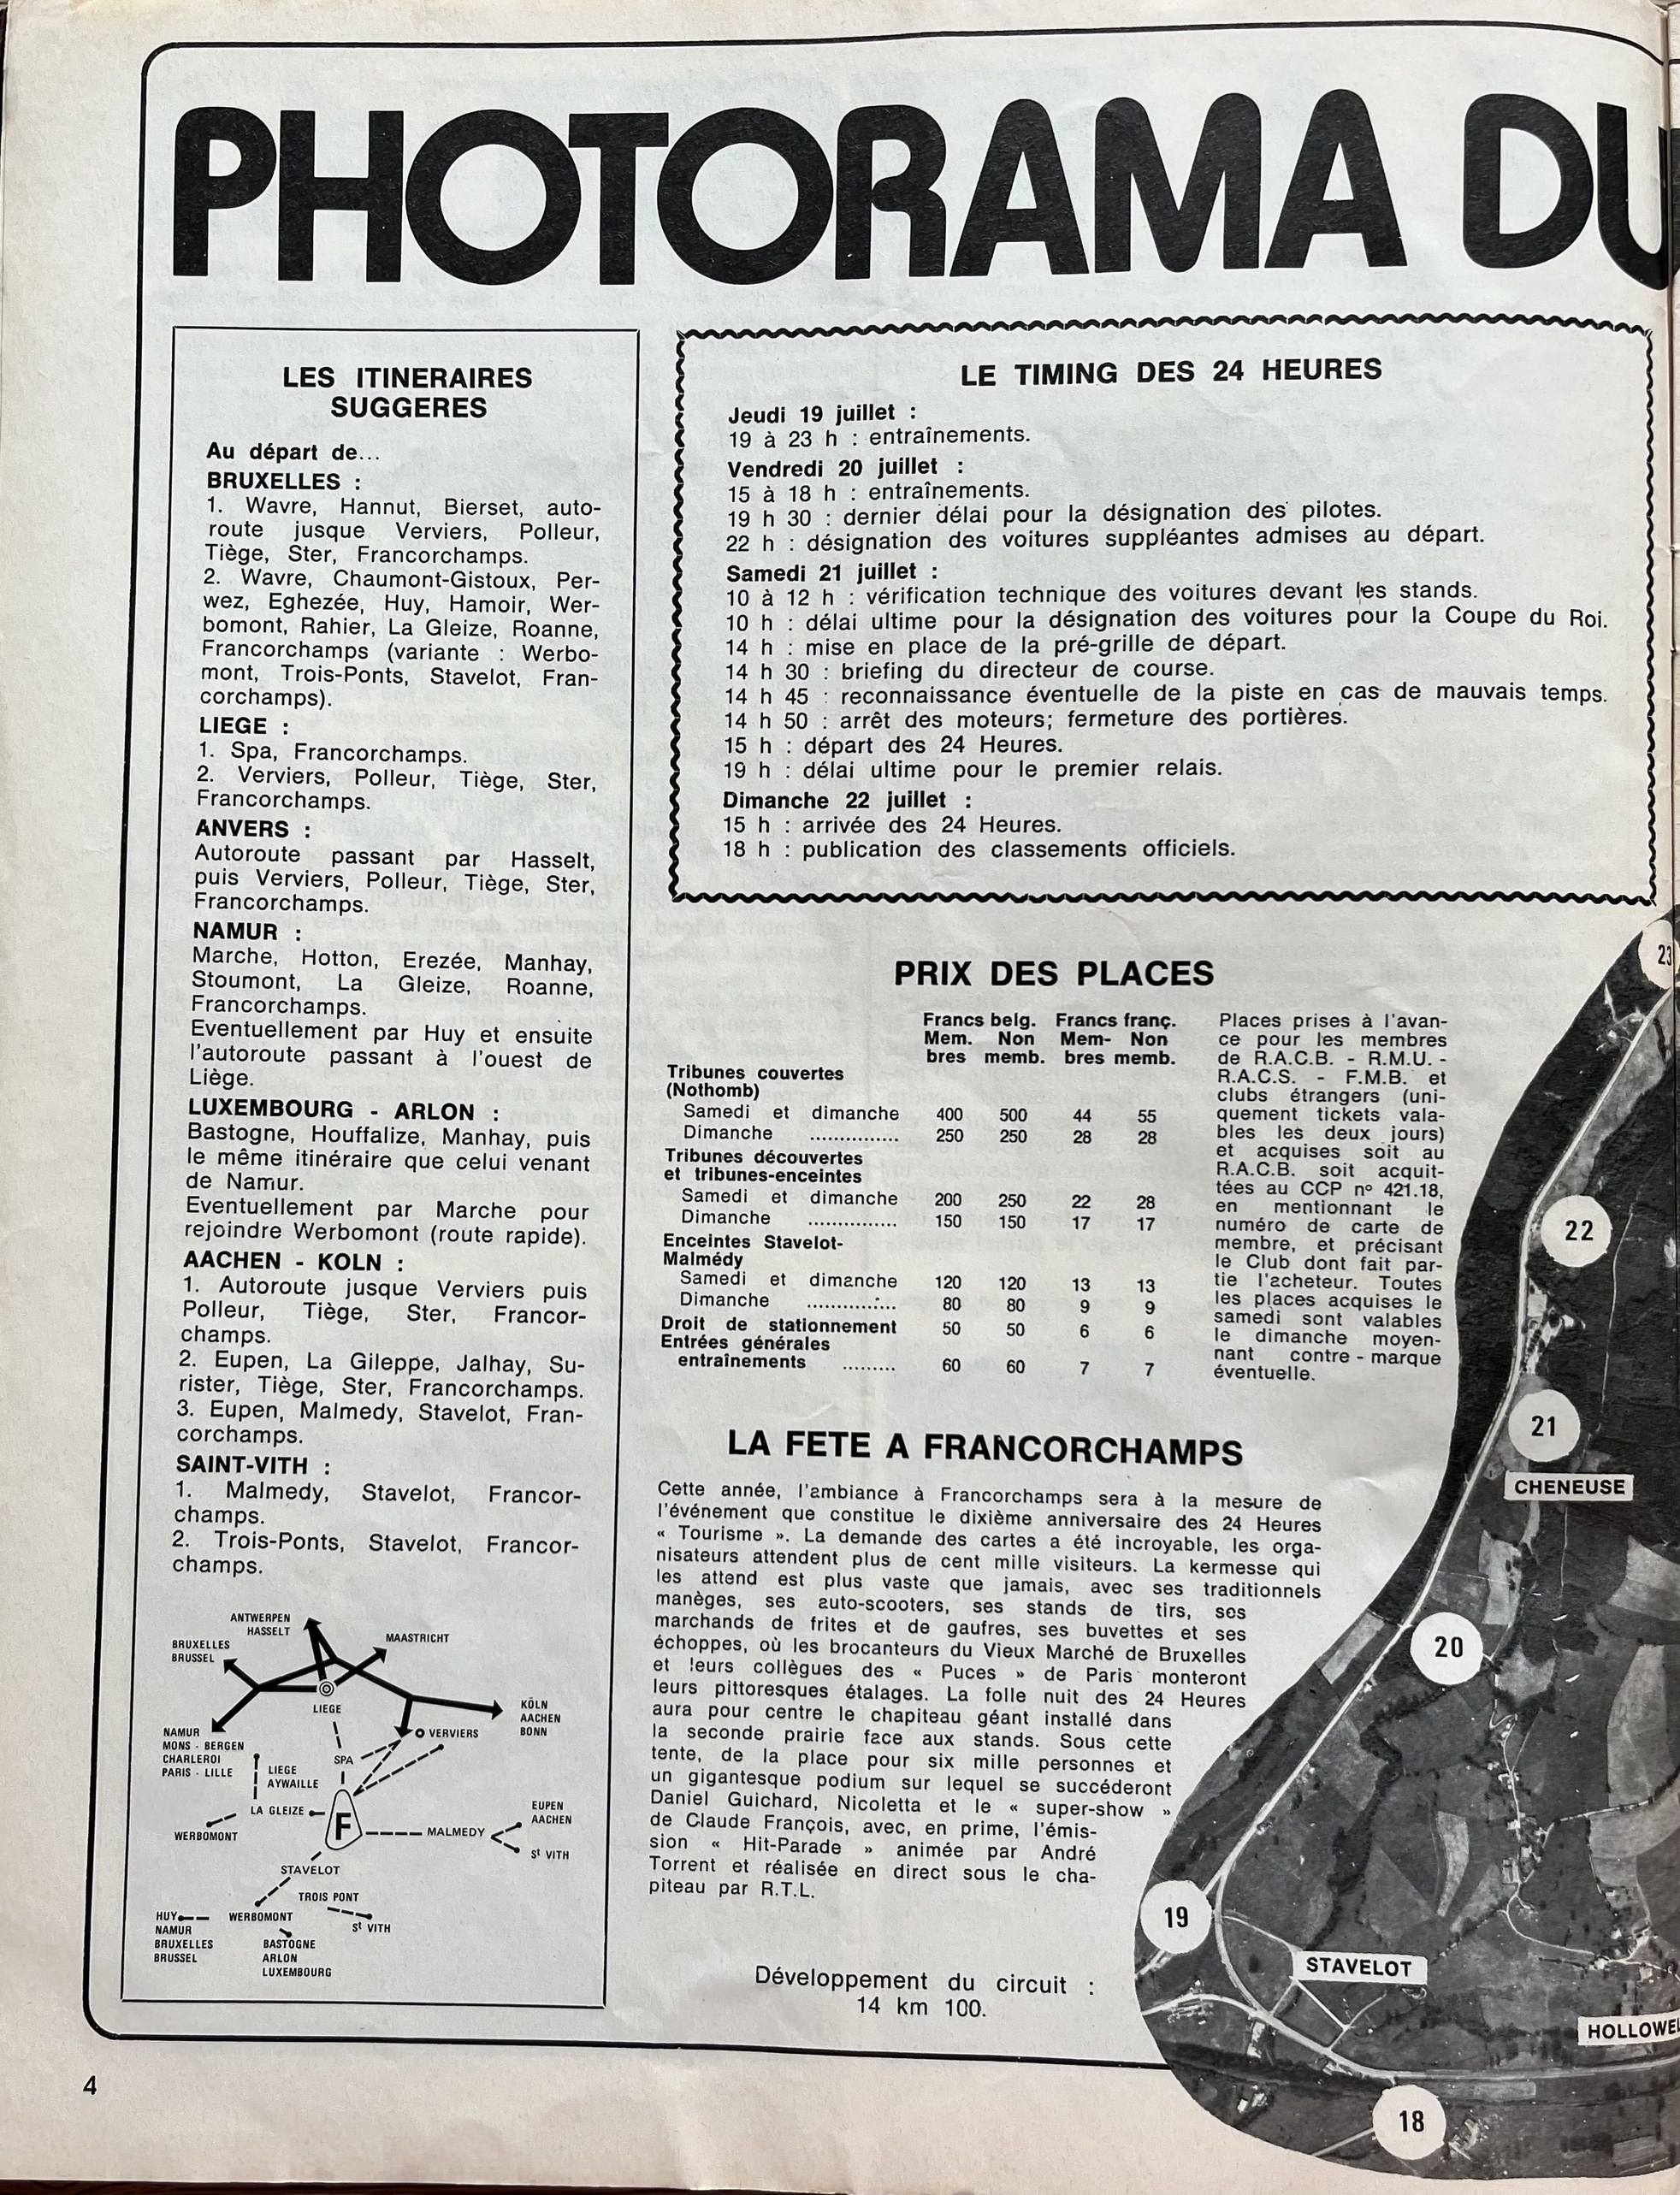 PHOTORAMA DU
LES ITINERAIRES
SUGGERES
Au départ de...
BRUXELLES :
1. Wavre, Hannut, Bierset, auto-
route jusque Verviers, Polleur,
Tiège, Ster, Francorchamps.
2. Wavre, Chaumont-Gistoux, Per-
wez, Eghezée, Huy, Hamoir, Wer-
bomont, Rahier, La Gleize, Roanne,
Francorchamps (variante : Werbo-
mont, Trois-Ponts, Stavelot, Fran-
corchamps).
LIEGE :
1. Spa, Francorchamps.
2. Verviers, Polleur, Tiège, Ster,
Francorchamps.
ANVERS :
Autoroute passant par Hasselt,
puis Verviers, Polleur, Tiège, Ster,
Francorchamps.
NAMUR :
Marche, Hotton, Erezée, Manhay,
Stoumont, La Gleize, Roanne,
Francorchamps.
Eventuellement par Huy et ensuite
l'autoroute passant à l'ouest de
Liège.
LUXEMBOURG - ARLON :
Bastogne, Houffalize, Manhay, puis
le même itinéraire que celui venant
de Namur.
Eventuellement par Marche pour
rejoindre Werbomont (route rapide).
AACHEN - KOLN :
1. Autoroute jusque Verviers puis
Polleur, Tiège, Ster, Francor-
champs.
2. Eupen, La Gileppe, Jalhay, Su-
rister, Tiège, Ster, Francorchamps.
3. Eupen, Malmedy, Stavelot, Fran-
corchamps.
SAINT-VITH :
1. Malmedy, Stavelot, Francor-
champs.
2. Trois-Ponts, Stavelot, Francor-
champs.
ANTWERPEN
HASSELT
BRUXELLES
BRUSSEL
MAASTRICHT
LIEGE
KÖLN
AACHEN
BONN
VERVIERS
NAMUR
MONS - BERGEN
CHARLEROI
PARIS - LILLE
SPA
LIEGE
AYWAILLE
LA GLEIZE
F
WERBOMONT
MALMEDY
EUPEN
AACHEN
St VITH
STAVELOT
TROIS PONT
St VITH
HUY
NAMUR
BRUXELLES
BRUSSEL
WERBOMONT
BASTOGNE
ARLON
LUXEMBOURG
LE TIMING DES 24 HEURES
Jeudi 19 juillet :
19 à 23 h : entraînements.
Vendredi 20 juillet :
15 à 18 h : entraînements.
19 h 30 : dernier délai pour la désignation des pilotes.
22 h : désignation des voitures suppléantes admises au départ.
Samedi 21 juillet :
10 à 12 h : vérification technique des voitures devant les stands.
10 h : délai ultime pour la désignation des voitures pour la Coupe du Roi.
14 h : mise en place de la pré-grille de départ.
14 h 30 : briefing du directeur de course.
14 h 45 : reconnaissance éventuelle de la piste en cas de mauvais temps.
14 h 50 : arrêt des moteurs; fermeture des portières.
15 h : départ des 24 Heures.
19 h : délai ultime pour le premier relais.
Dimanche 22 juillet :
15 h : arrivée des 24 Heures.
18 h : publication des classements officiels.
PRIX DES PLACES
Francs belg. Francs franç.
Mem. Non Mem- Non
bres memb. bres memb.
Tribunes couvertes
(Nothomb)
Samedi et dimanche 400 500 44 55
Dimanche ............... 250 250 28 28
Tribunes découvertes
et tribunes-enceintes
Samedi et dimanche 200 250 22 28
Dimanche ............... 150 150 17 17
Enceintes Stavelot-
Malmédy
Samedi et dimanche 120 120 13 13
Dimanche ............... 80 80 9 9
Droit de stationnement 50 50 6 6
Entrées générales
entraînements ......... 60 60 7 7
Places prises à l'avan-
ce pour les membres
de R.A.C.B. - R.M.U. -
R.A.C.S. - F.M.B. et
clubs étrangers (uni-
quement tickets vala-
bles les deux jours)
et acquises soit au
R.A.C.B. soit acquit-
tées au CCP nº 421.18,
en mentionnant le
numéro de carte de
membre, et précisant
le Club dont fait par-
tie l'acheteur. Toutes
les places acquises le
samedi sont valables
le dimanche moyen-
nant contre-marque
éventuelle.
LA FETE A FRANCORCHAMPS
Cette année, l'ambiance à Francorchamps sera à la mesure de
l'événement que constitue le dixième anniversaire des 24 Heures
« Tourisme ». La demande des cartes a été incroyable, les orga-
nisateurs attendent plus de cent mille visiteurs. La kermesse qui
les attend est plus vaste que jamais, avec ses traditionnels
manèges, ses auto-scooters, ses stands de tirs, ses
marchands de frites et de gaufres, ses buvettes et ses
échoppes, où les brocanteurs du Vieux Marché de Bruxelles
et leurs collègues des « Puces » de Paris monteront
leurs pittoresques étalages. La folle nuit des 24 Heures
aura pour centre le chapiteau géant installé dans
la seconde prairie face aux stands. Sous cette
tente, de la place pour six mille personnes et
un gigantesque podium sur lequel se succéderont
Daniel Guichard, Nicoletta et le « super-show »
de Claude François, avec, en prime, l'émis-
sion « Hit-Parade » animée par André
Torrent et réalisée en direct sous le cha-
piteau par R.T.L.
Développement du circuit :
14 km 100.
23
22
21
CHENEUSE
20
19
STAVELOT
HOLLOWE
18
4